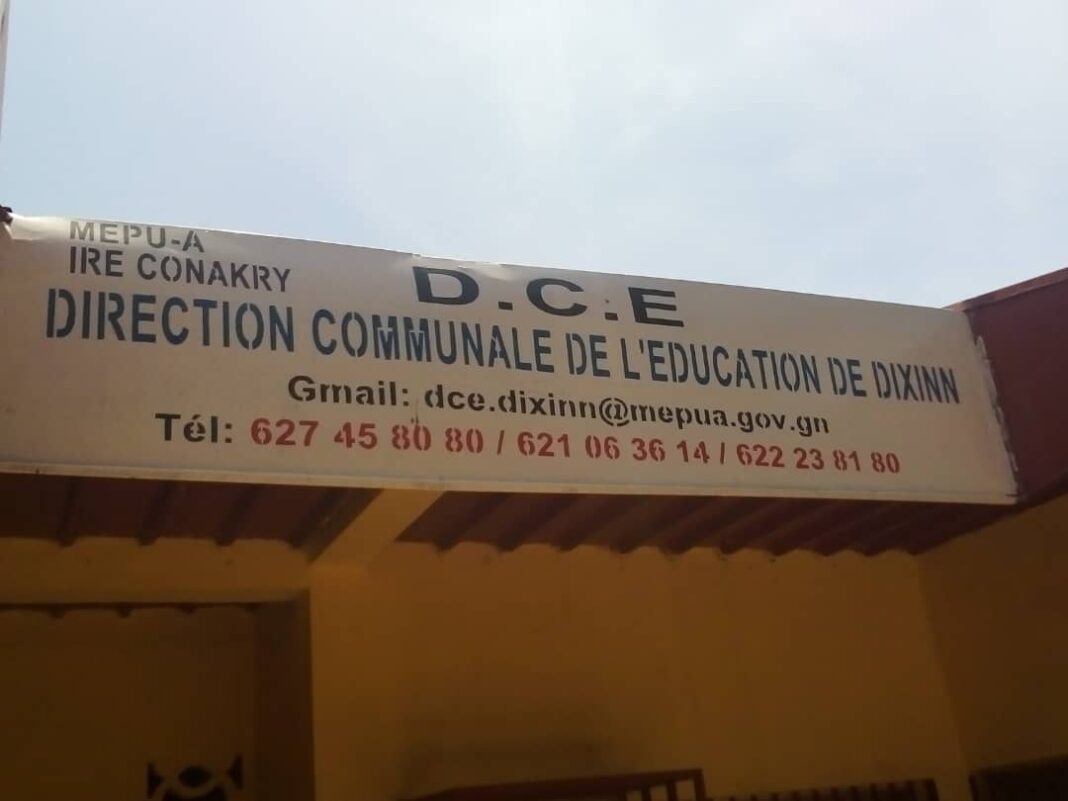 MEPU-A
IRE CONAKRY
D.C.E
DIRECTION COMMUNALE DE L'EDUCATION DE DIXINN
Gmail: dce.dixinn@mepua.gov.gn
Tél: 627 45 80 80 / 621 06 36 14 / 622 23 81 80